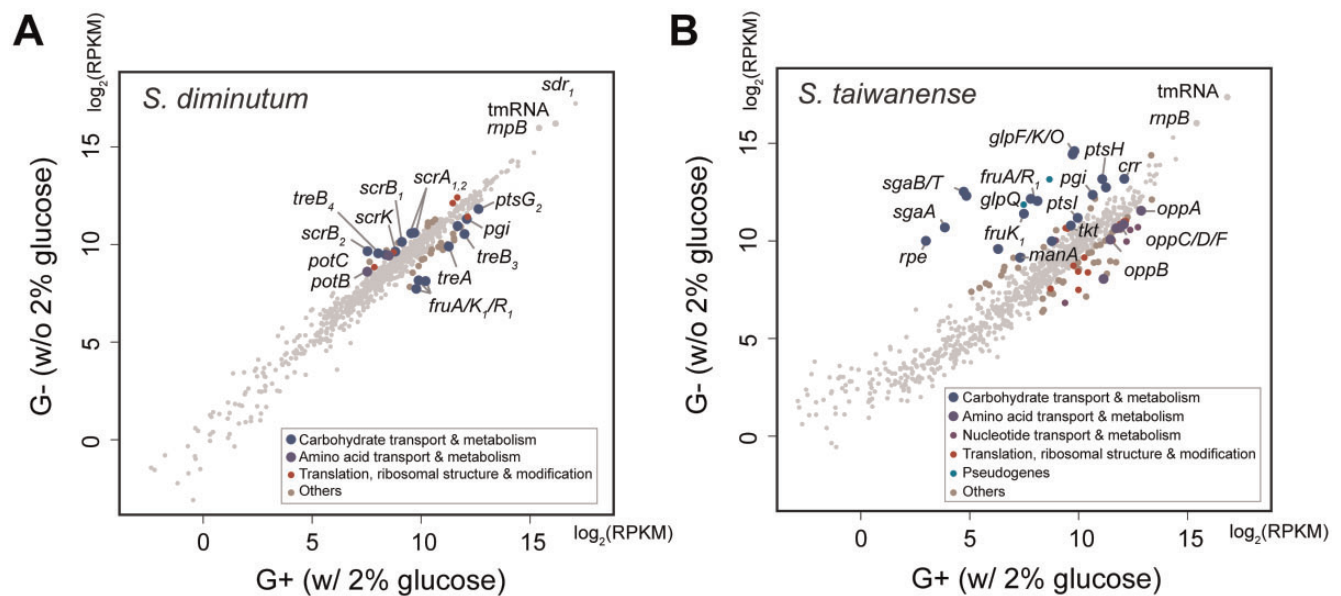 A
log2(RPKM)
S. diminutum
sdr1
tmRNA
rnpB
scrA1,2
scrB1
treB4
ptsG2
scrK
scrB2
pgi
potC
treB3
potB
treA
fruA/K1/R1
15
10
5
0
G- (w/o 2% glucose)
Carbohydrate transport & metabolism
Amino acid transport & metabolism
Translation, ribosomal structure & modification
Others
0 5 10 15
log2(RPKM)
G+ (w/ 2% glucose)
B
log2(RPKM)
S. taiwanense
tmRNA
rnpB
glpF/K/O
ptsH
crr
fruA/R1
pgi
sgaB/T
glpQ
ptsI
oppA
sgaA
fruK1
tkt
oppC/D/F
rpe
manA
oppB
15
10
5
0
G- (w/o 2% glucose)
Carbohydrate transport & metabolism
Amino acid transport & metabolism
Nucleotide transport & metabolism
Translation, ribosomal structure & modification
Pseudogenes
Others
0 5 10 15
log2(RPKM)
G+ (w/ 2% glucose)